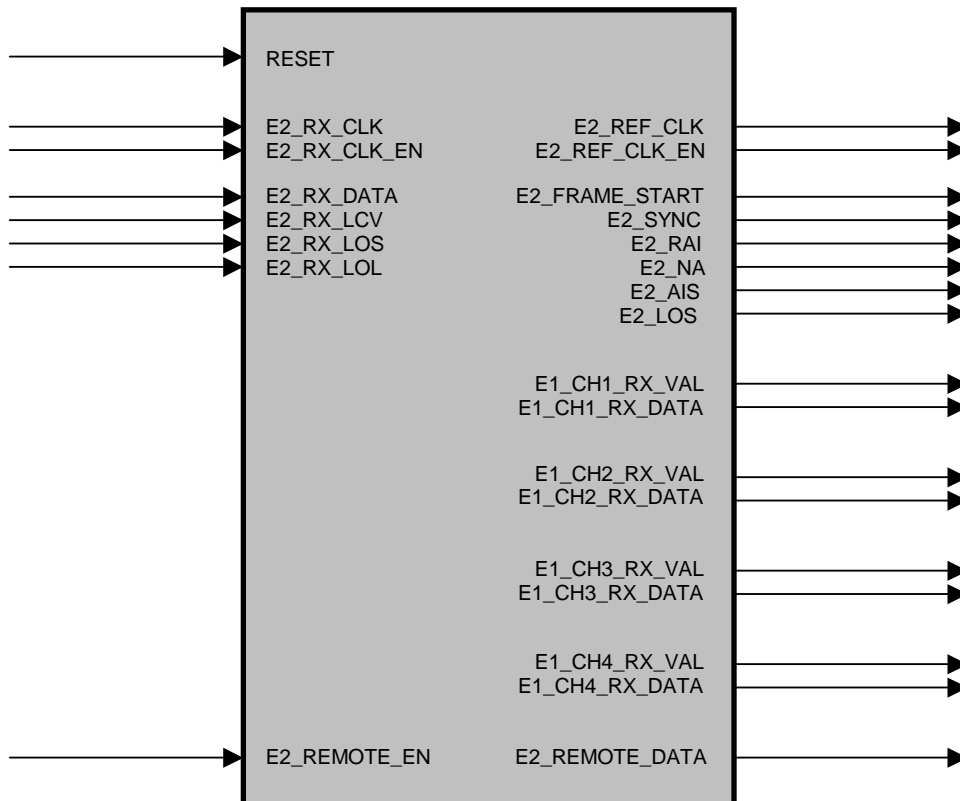 RESET
E2_RX_CLK
E2_REF_CLK
E2_RX_CLK_EN
E2_REF_CLK_EN
E2_RX_DATA
E2_FRAME_START
E2_RX_LCV
E2_SYNC
E2_RX_LOS
E2_RAI
E2_RX_LOL
E2_NA
E2_AIS
E2_LOS
E1_CH1_RX_VAL
E1_CH1_RX_DATA
E1_CH2_RX_VAL
E1_CH2_RX_DATA
E1_CH3_RX_VAL
E1_CH3_RX_DATA
E1_CH4_RX_VAL
E1_CH4_RX_DATA
E2_REMOTE_EN
E2_REMOTE_DATA